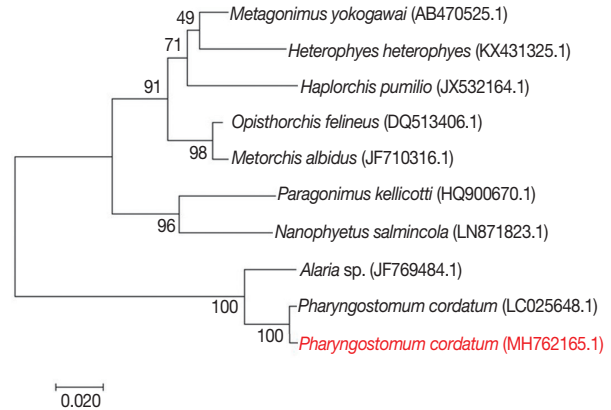 49
Metagonimus yokogawai (AB470525.1)
71
Heterophyes heterophyes (KX431325.1)
91
Haplorchis pumilio (JX532164.1)
Opisthorchis felineus (DQ513406.1)
98
Metorchis albidus (JF710316.1)
Paragonimus kellicotti (HQ900670.1)
96
Nanophyetus salmincola (LN871823.1)
Alaria sp. (JF769484.1)
100
Pharyngostomum cordatum (LC025648.1)
100
Pharyngostomum cordatum (MH762165.1)
0.020